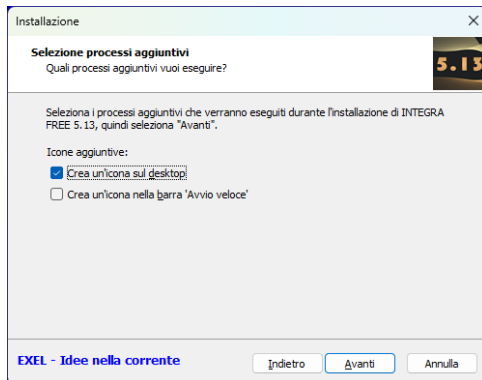 Installazione
Selezione processi aggiuntivi
Quali processi aggiuntivi vuoi eseguire?
5.13
Seleziona i processi aggiuntivi che verranno eseguiti durante l'installazione di INTEGRA
FREE 5.13, quindi seleziona "Avanti".
Icone aggiuntive:
Crea un'icona sul desktop
Crea un'icona nella barra 'Avvio veloce'
EXEL - Idee nella corrente
Indietro
Avanti
Annulla